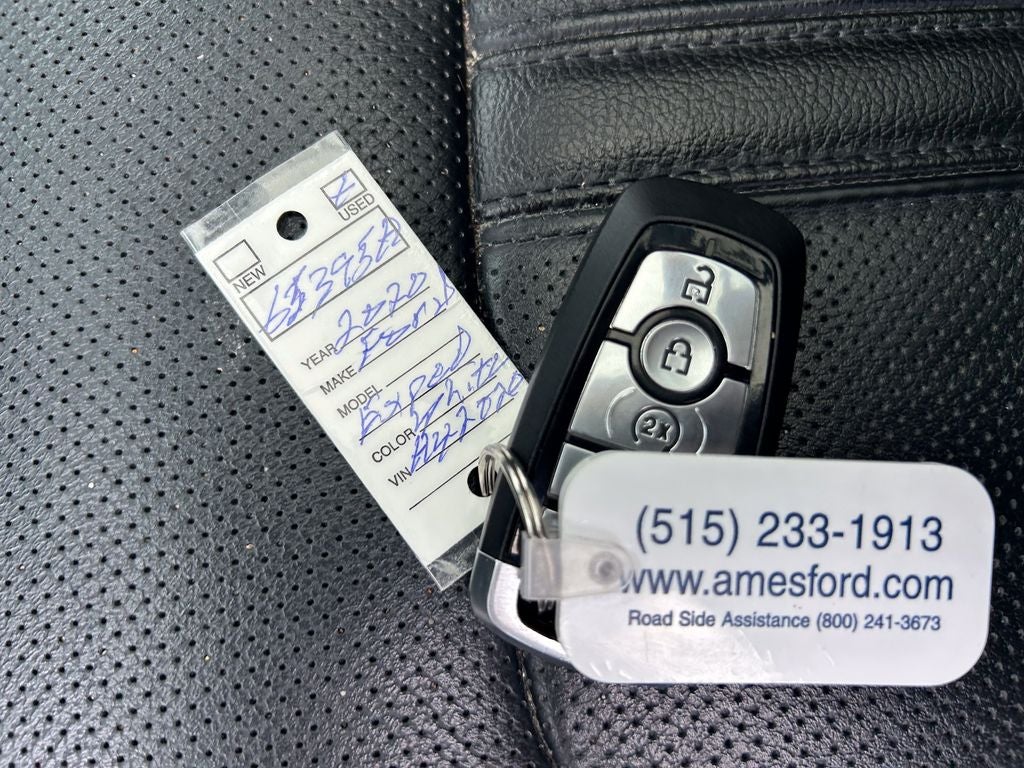 USED
NEW
YEAR 2020
MAKE Ford
MODEL
Exped
COLOR White
VIN
2x
(515) 233-1913
www.amesford.com
Road Side Assistance (800) 241-3673